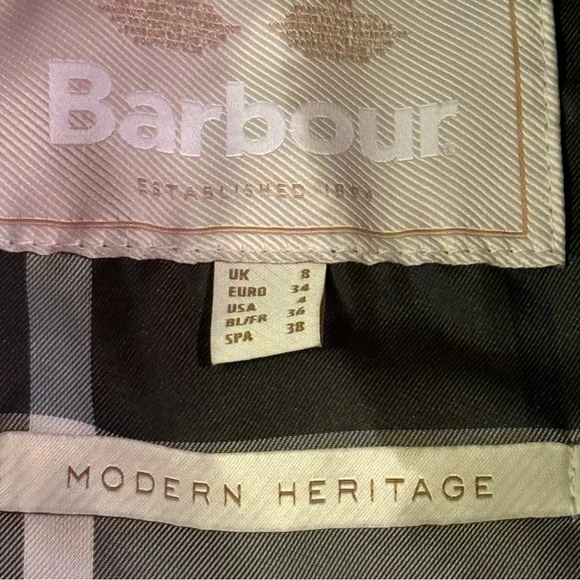 Barbour®
ESTABLISHED 1894
UK 8
EURO 34
USA 4
BL/FR 36
SPA 38
MODERN HERITAGE